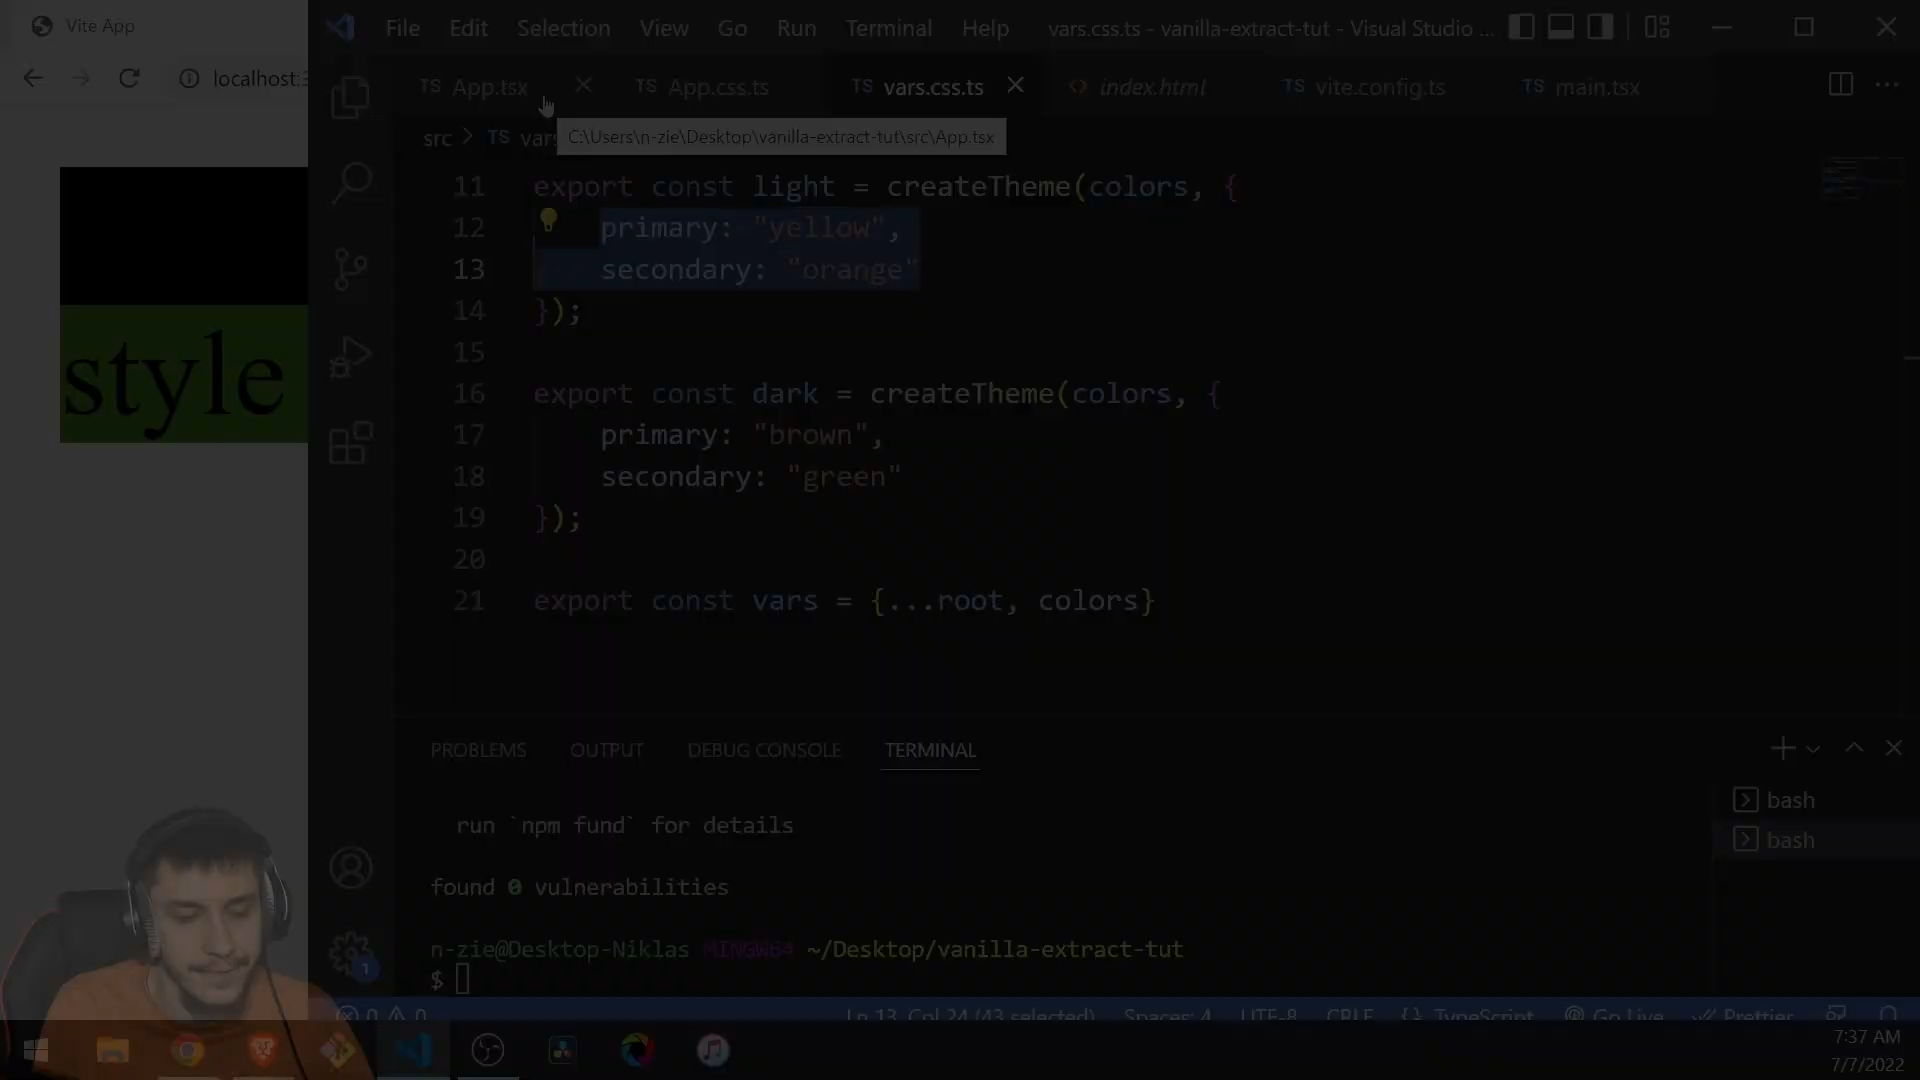 Vite App
File Edit Selection View Go Run Terminal Help vars.css.ts - vanilla-extract-tut - Visual Studio ...
localhost:3
TS App.tsx TS App.css.ts TS vars.css.ts index.html TS vite.config.ts TS main.tsx
src > TS vars
C:\Users\n-zie\Desktop\vanilla-extract-tut\src\App.tsx
11 export const light = createTheme(colors, {
12 primary: "yellow",
13 secondary: "orange"
14 });
15
16 export const dark = createTheme(colors, {
17 primary: "brown",
18 secondary: "green"
19 });
20
21 export const vars = {...root, colors}
style
PROBLEMS OUTPUT DEBUG CONSOLE TERMINAL
run `npm fund` for details
found 0 vulnerabilities
n-zie@Desktop-Niklas MINGW64 ~/Desktop/vanilla-extract-tut
$
bash
bash
1
0 0 Ln 13, Col 24 (43 selected) Spaces: 4 UTF-8 CRLF {} TypeScript Go Live Prettier
7:37 AM
7/7/2022